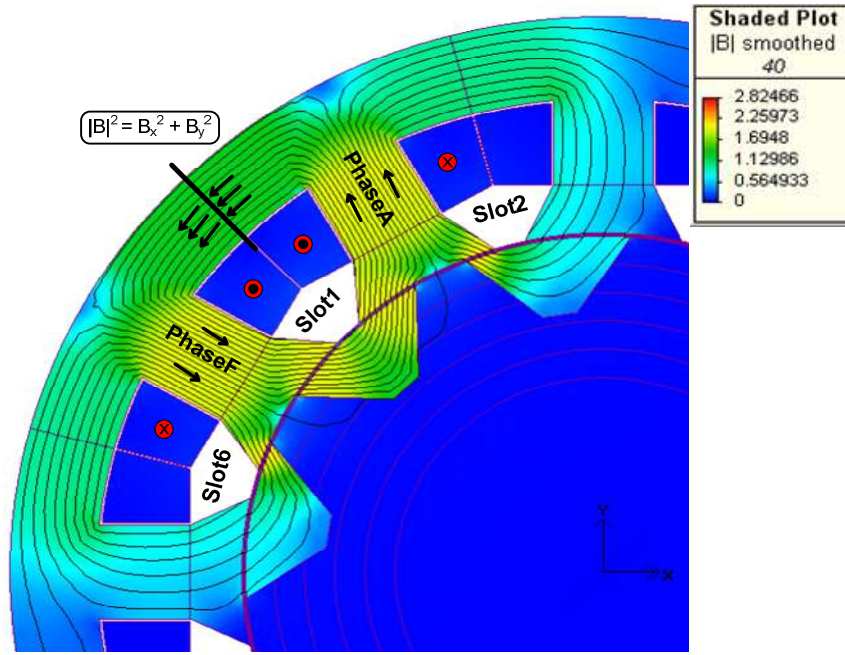 Shaded Plot
|B| smoothed
40
2.82466
2.25973
1.6948
1.12986
0.564933
0
|B|² = Bₓ² + Bᵧ²
PhaseA
Slot2
Slot1
PhaseF
Slot6
x
x
Y
X